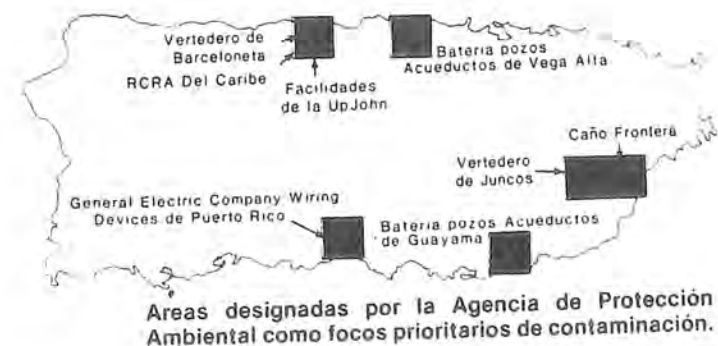 Vertedero de
Barceloneta
RCRA Del Caribe
Facilidades
de la UpJohn
Bateria pozos
Acueductos de Vega Alta
Caño Frontera
Vertedero
de Juncos
General Electric Company Wiring
Devices de Puerto Rico
Bateria pozos Acueductos
de Guayama
Areas designadas por la Agencia de Protección
Ambiental como focos prioritarios de contaminación.